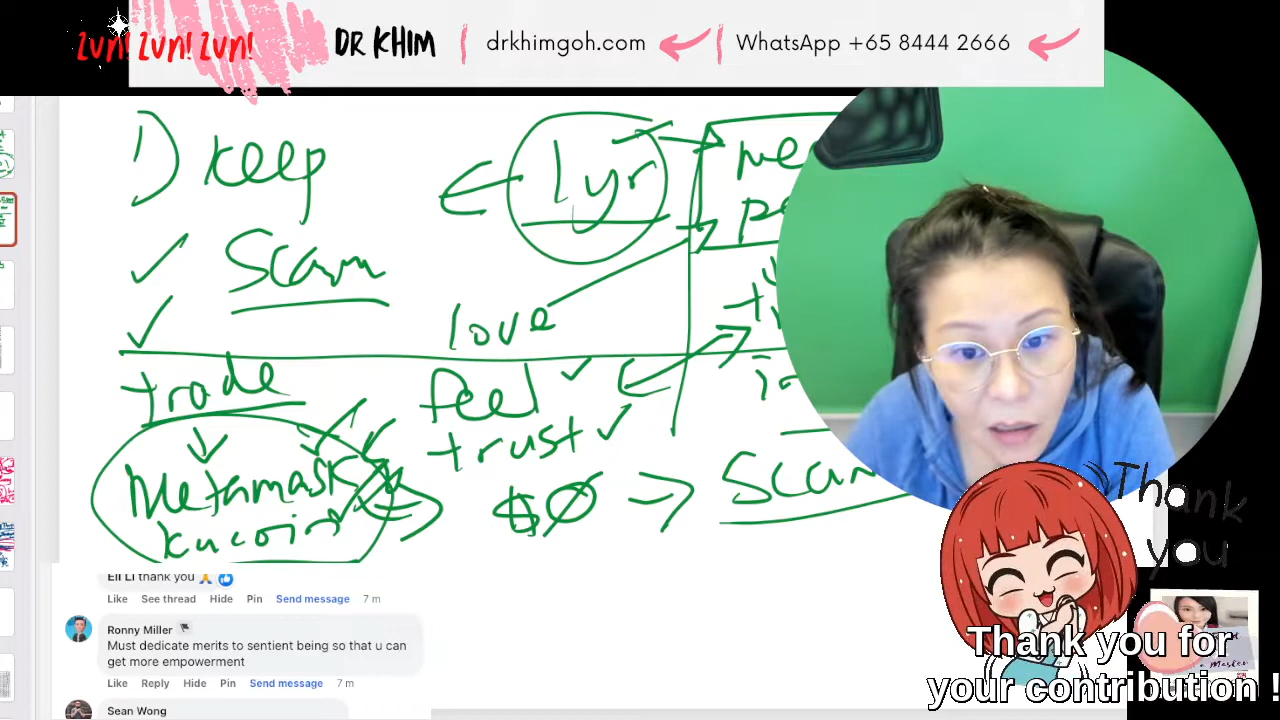 zun! zun! zun!
DR KHIM
drkhimgoh.com
WhatsApp +65 8444 2666
1) keep
1yr
✓ Scam
✓
love
trade
feel ✓
trust ✓
Metamask
kucoin
$0 => Scam
Thank
you
Eli Li thank you 🙏
Like See thread Hide Pin Send message 7 m
Ronny Miller
Must dedicate merits to sentient being so that u can
get more empowerment
Like Reply Hide Pin Send message 7 m
Sean Wong
Thank you for
your contribution !